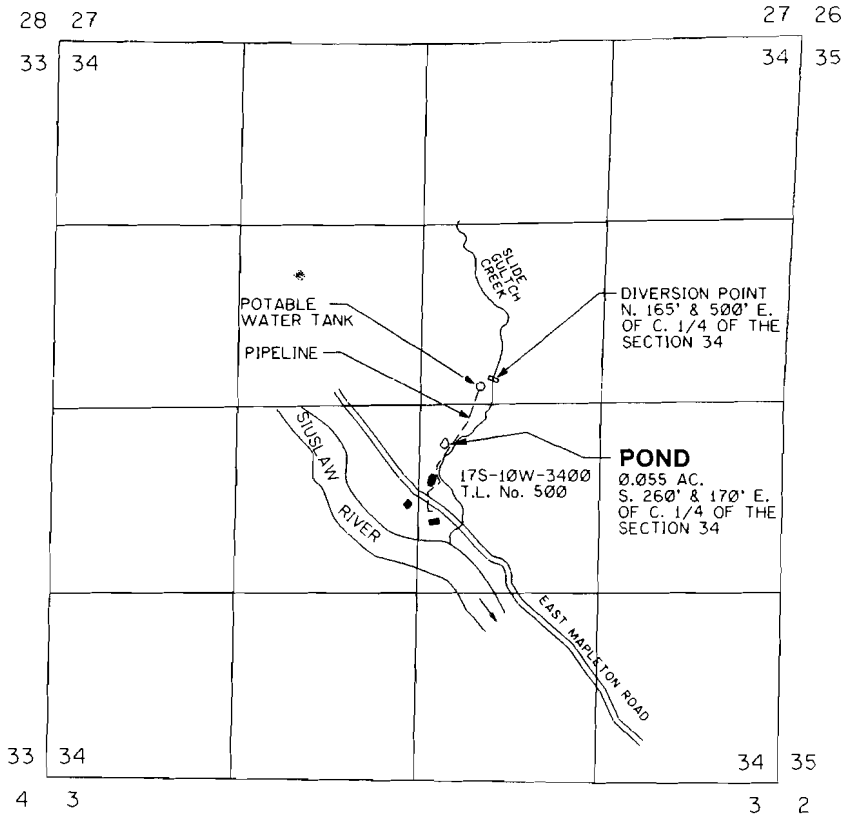 28 27
27 26
33 34
34 35
SLIDE
GULTCH
CREEK
POTABLE
WATER TANK
PIPELINE
DIVERSION POINT
N. 165' & 500' E.
OF C. 1/4 OF THE
SECTION 34
SIUSLAW
RIVER
17S-10W-3400
T.L. No. 500
POND
0.055 AC.
S. 260' & 170' E.
OF C. 1/4 OF THE
SECTION 34
EAST MAPLETON ROAD
33 34
34 35
4 3
3 2